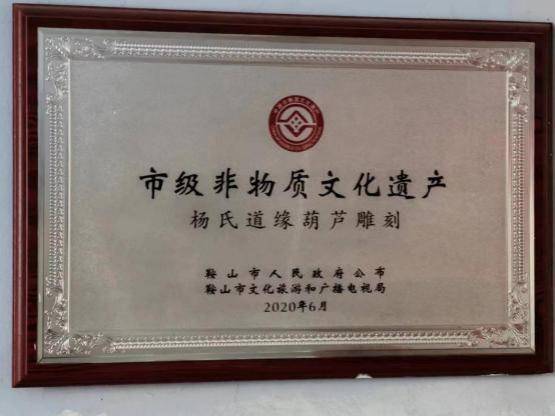 市级非物质文化遗产
杨氏道缘葫芦雕刻
鞍山市人民政府公布
鞍山市文化旅游和广播电视局
2020年6月